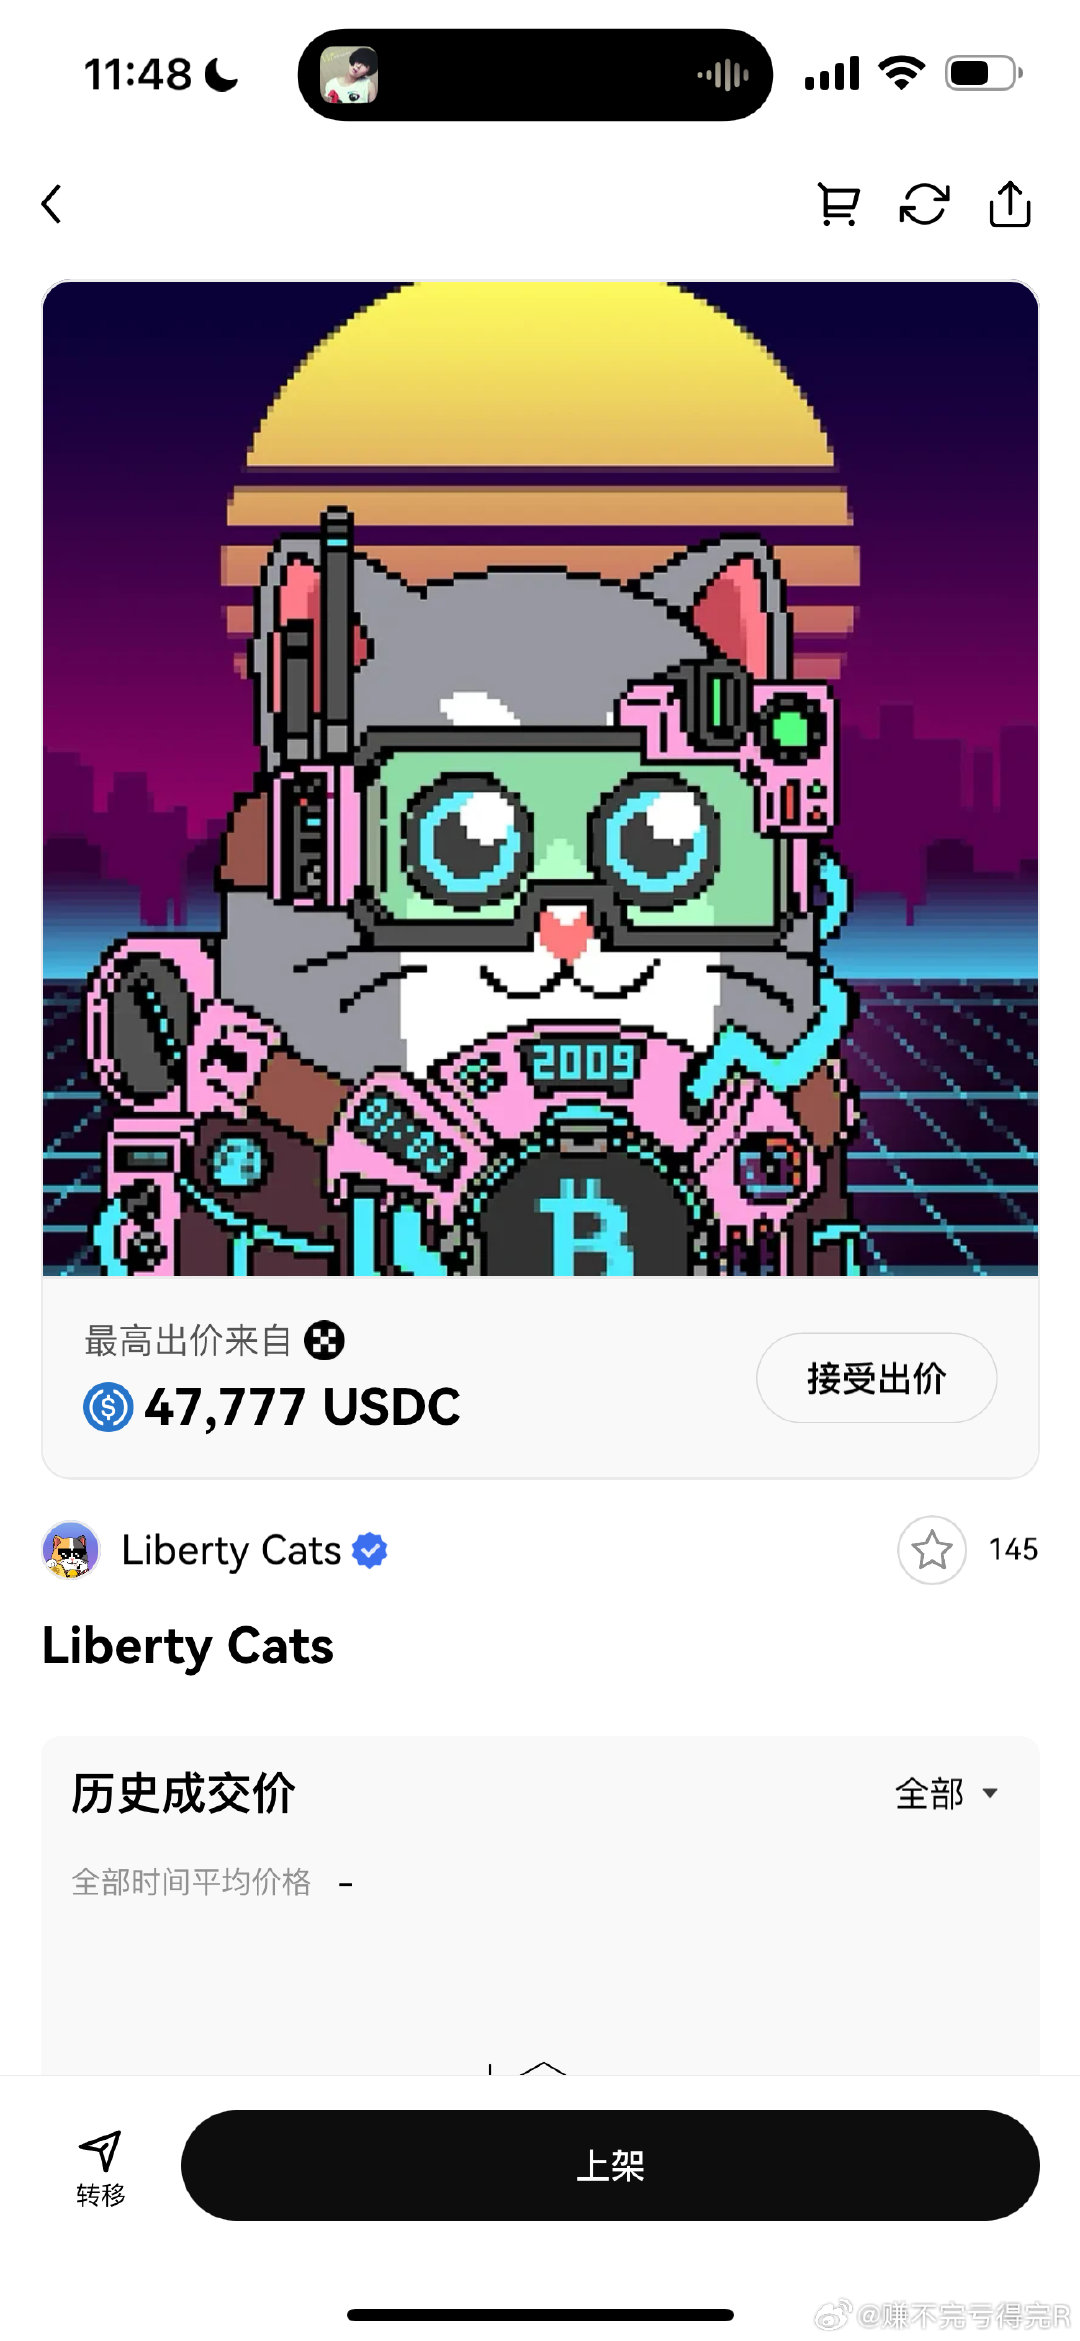 11:48
2009
最高出价来自
47,777 USDC
接受出价
Liberty Cats
145
Liberty Cats
历史成交价
全部
全部时间平均价格 -
上架
转移
@赚不完亏得完R